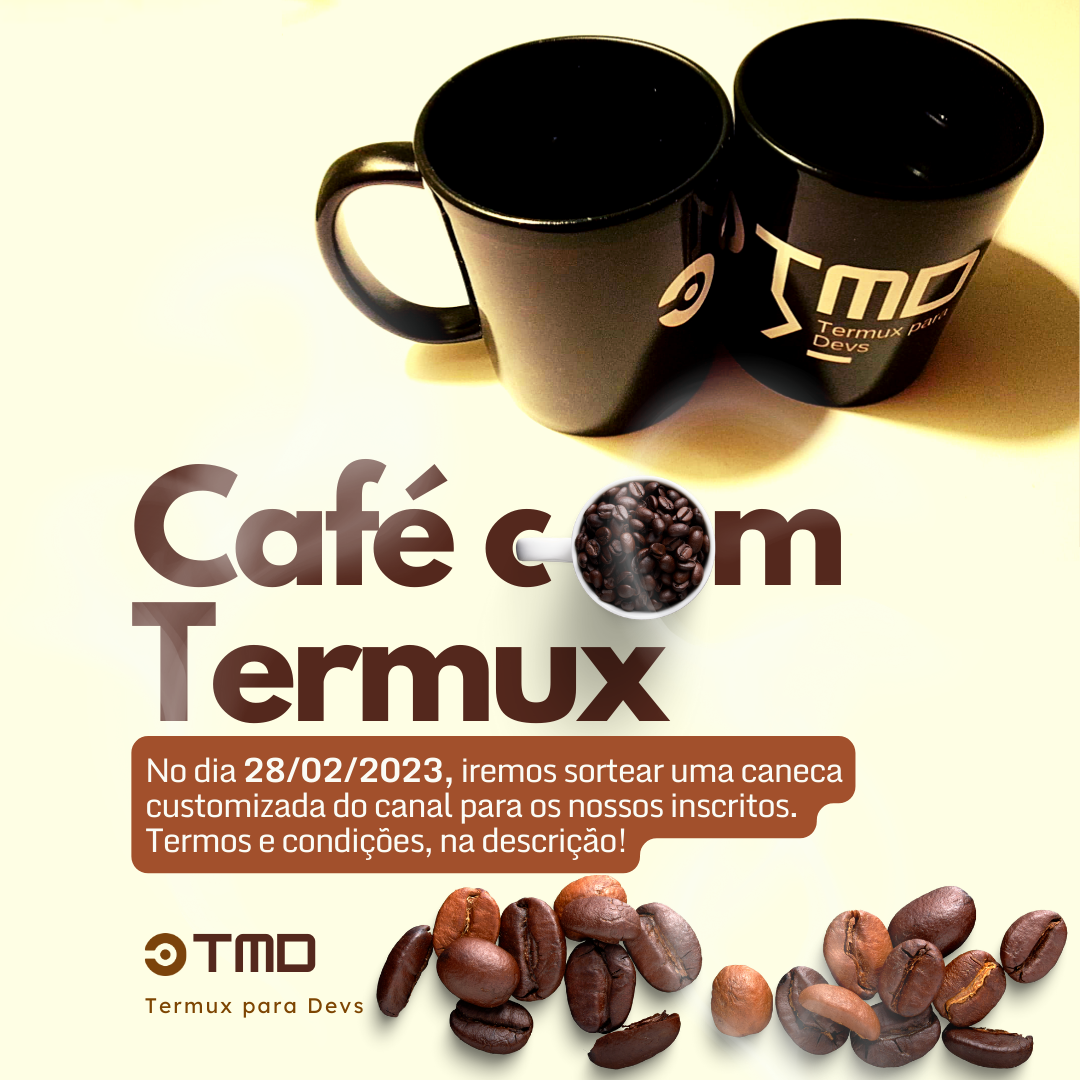 TMD
Termux para
Devs
Café com
Termux
No dia 28/02/2023, iremos sortear uma caneca
customizada do canal para os nossos inscritos.
Termos e condições, na descrição!
TMD
Termux para Devs